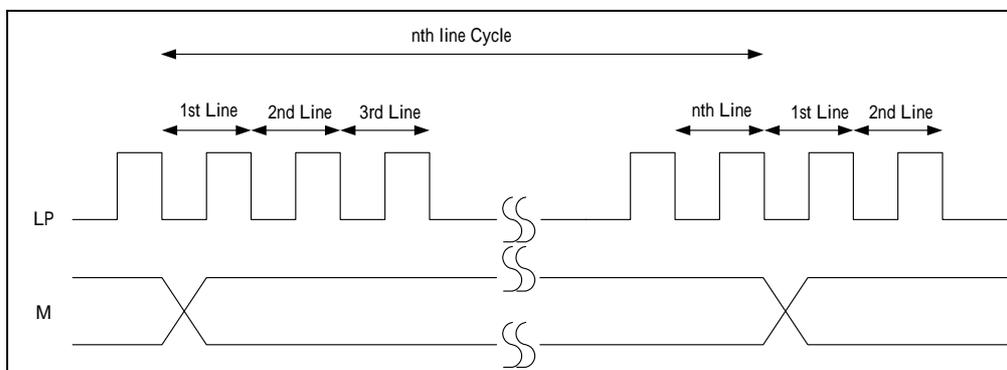 nth line Cycle
1st Line 2nd Line 3rd Line nth Line 1st Line 2nd Line
LP
M